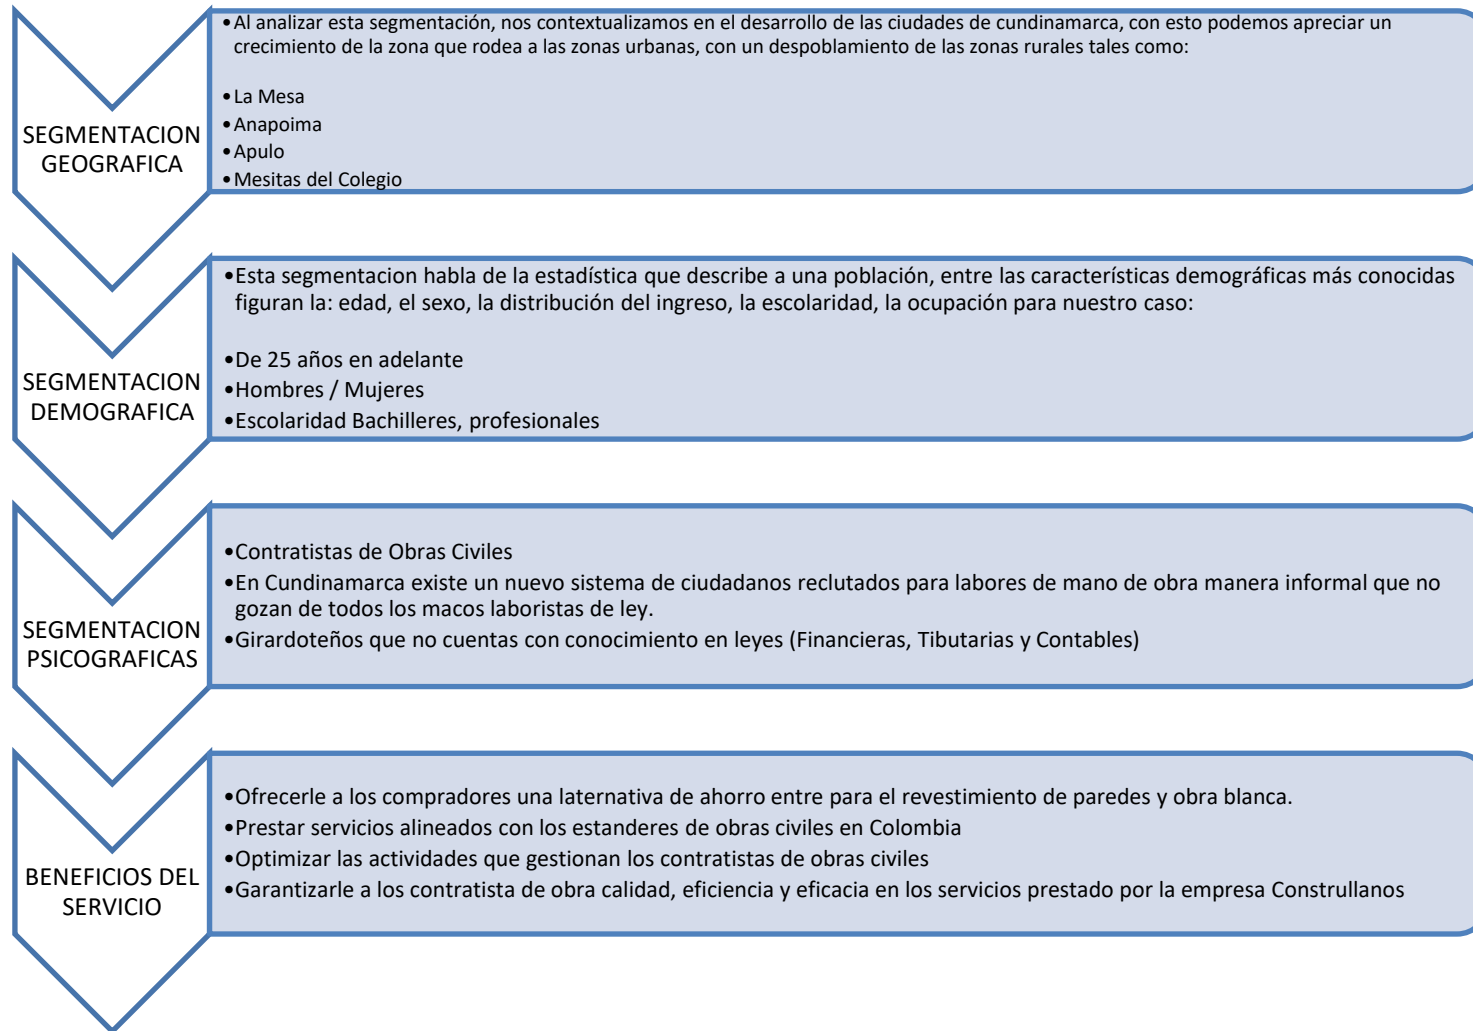 SEGMENTACION
GEOGRAFICA
•Al analizar esta segmentación, nos contextualizamos en el desarrollo de las ciudades de cundinamarca, con esto podemos apreciar un
crecimiento de la zona que rodea a las zonas urbanas, con un despoblamiento de las zonas rurales tales como:
•La Mesa
•Anapoima
•Apulo
•Mesitas del Colegio
SEGMENTACION
DEMOGRAFICA
•Esta segmentacion habla de la estadística que describe a una población, entre las características demográficas más conocidas
figuran la: edad, el sexo, la distribución del ingreso, la escolaridad, la ocupación para nuestro caso:
•De 25 años en adelante
•Hombres / Mujeres
•Escolaridad Bachilleres, profesionales
SEGMENTACION
PSICOGRAFICAS
•Contratistas de Obras Civiles
•En Cundinamarca existe un nuevo sistema de ciudadanos reclutados para labores de mano de obra manera informal que no
gozan de todos los macos laboristas de ley.
•Girardoteños que no cuentas con conocimiento en leyes (Financieras, Tributarias y Contables)
BENEFICIOS DEL
SERVICIO
•Ofrecerle a los compradores una laternativa de ahorro entre para el revestimiento de paredes y obra blanca.
•Prestar servicios alineados con los estanderes de obras civiles en Colombia
•Optimizar las actividades que gestionan los contratistas de obras civiles
•Garantizarle a los contratista de obra calidad, eficiencia y eficacia en los servicios prestado por la empresa Construllanos